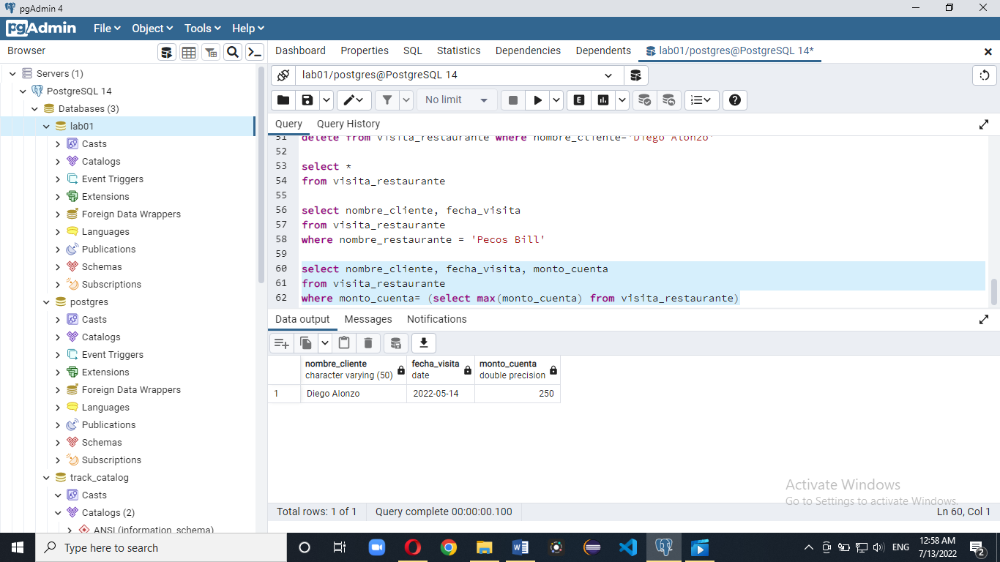 pgAdmin 4
pgAdmin File Object Tools Help
Browser
Dashboard Properties SQL Statistics Dependencies Dependents lab01/postgres@PostgreSQL 14*
Servers (1)
PostgreSQL 14
Databases (3)
lab01
Casts
Catalogs
Event Triggers
Extensions
Foreign Data Wrappers
Languages
Publications
Schemas
Subscriptions
postgres
Casts
Catalogs
Event Triggers
Extensions
Foreign Data Wrappers
Languages
Publications
Schemas
Subscriptions
track_catalog
Casts
Catalogs (2)
ANSI (information_schema)
lab01/postgres@PostgreSQL 14
No limit
E
Query Query History
51 delete from visita_restaurante where nombre_cliente='Diego Alonzo'
52
53 select *
54 from visita_restaurante
55
56 select nombre_cliente, fecha_visita
57 from visita_restaurante
58 where nombre_restaurante = 'Pecos Bill'
59
60 select nombre_cliente, fecha_visita, monto_cuenta
61 from visita_restaurante
62 where monto_cuenta= (select max(monto_cuenta) from visita_restaurante)
Data output Messages Notifications
nombre_cliente fecha_visita monto_cuenta
character varying (50) date double precision
1 Diego Alonzo 2022-05-14 250
Activate Windows
Go to Settings to activate Windows.
Total rows: 1 of 1 Query complete 00:00:00.100 Ln 60, Col 1
Type here to search
ENG
12:58 AM
7/13/2022
2